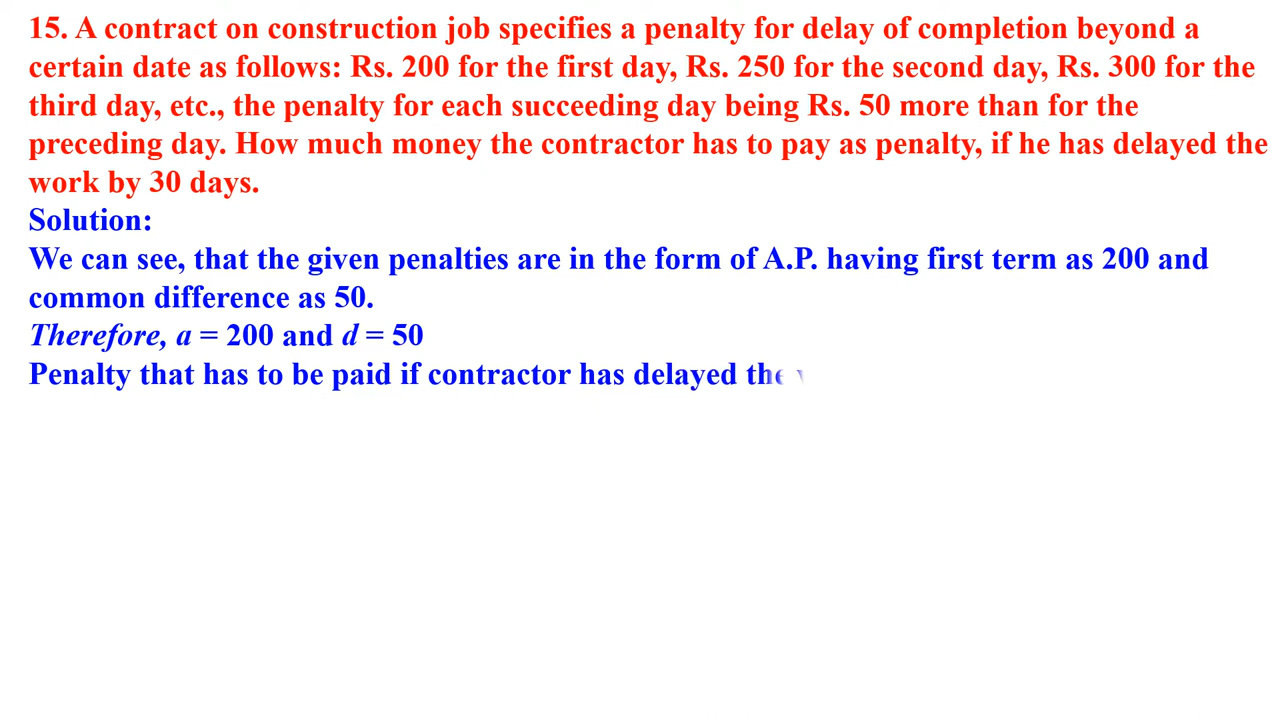 15. A contract on construction job specifies a penalty for delay of completion beyond a
certain date as follows: Rs. 200 for the first day, Rs. 250 for the second day, Rs. 300 for the
third day, etc., the penalty for each succeeding day being Rs. 50 more than for the
preceding day. How much money the contractor has to pay as penalty, if he has delayed the
work by 30 days.
Solution:
We can see, that the given penalties are in the form of A.P. having first term as 200 and
common difference as 50.
Therefore, a = 200 and d = 50
Penalty that has to be paid if contractor has delayed the